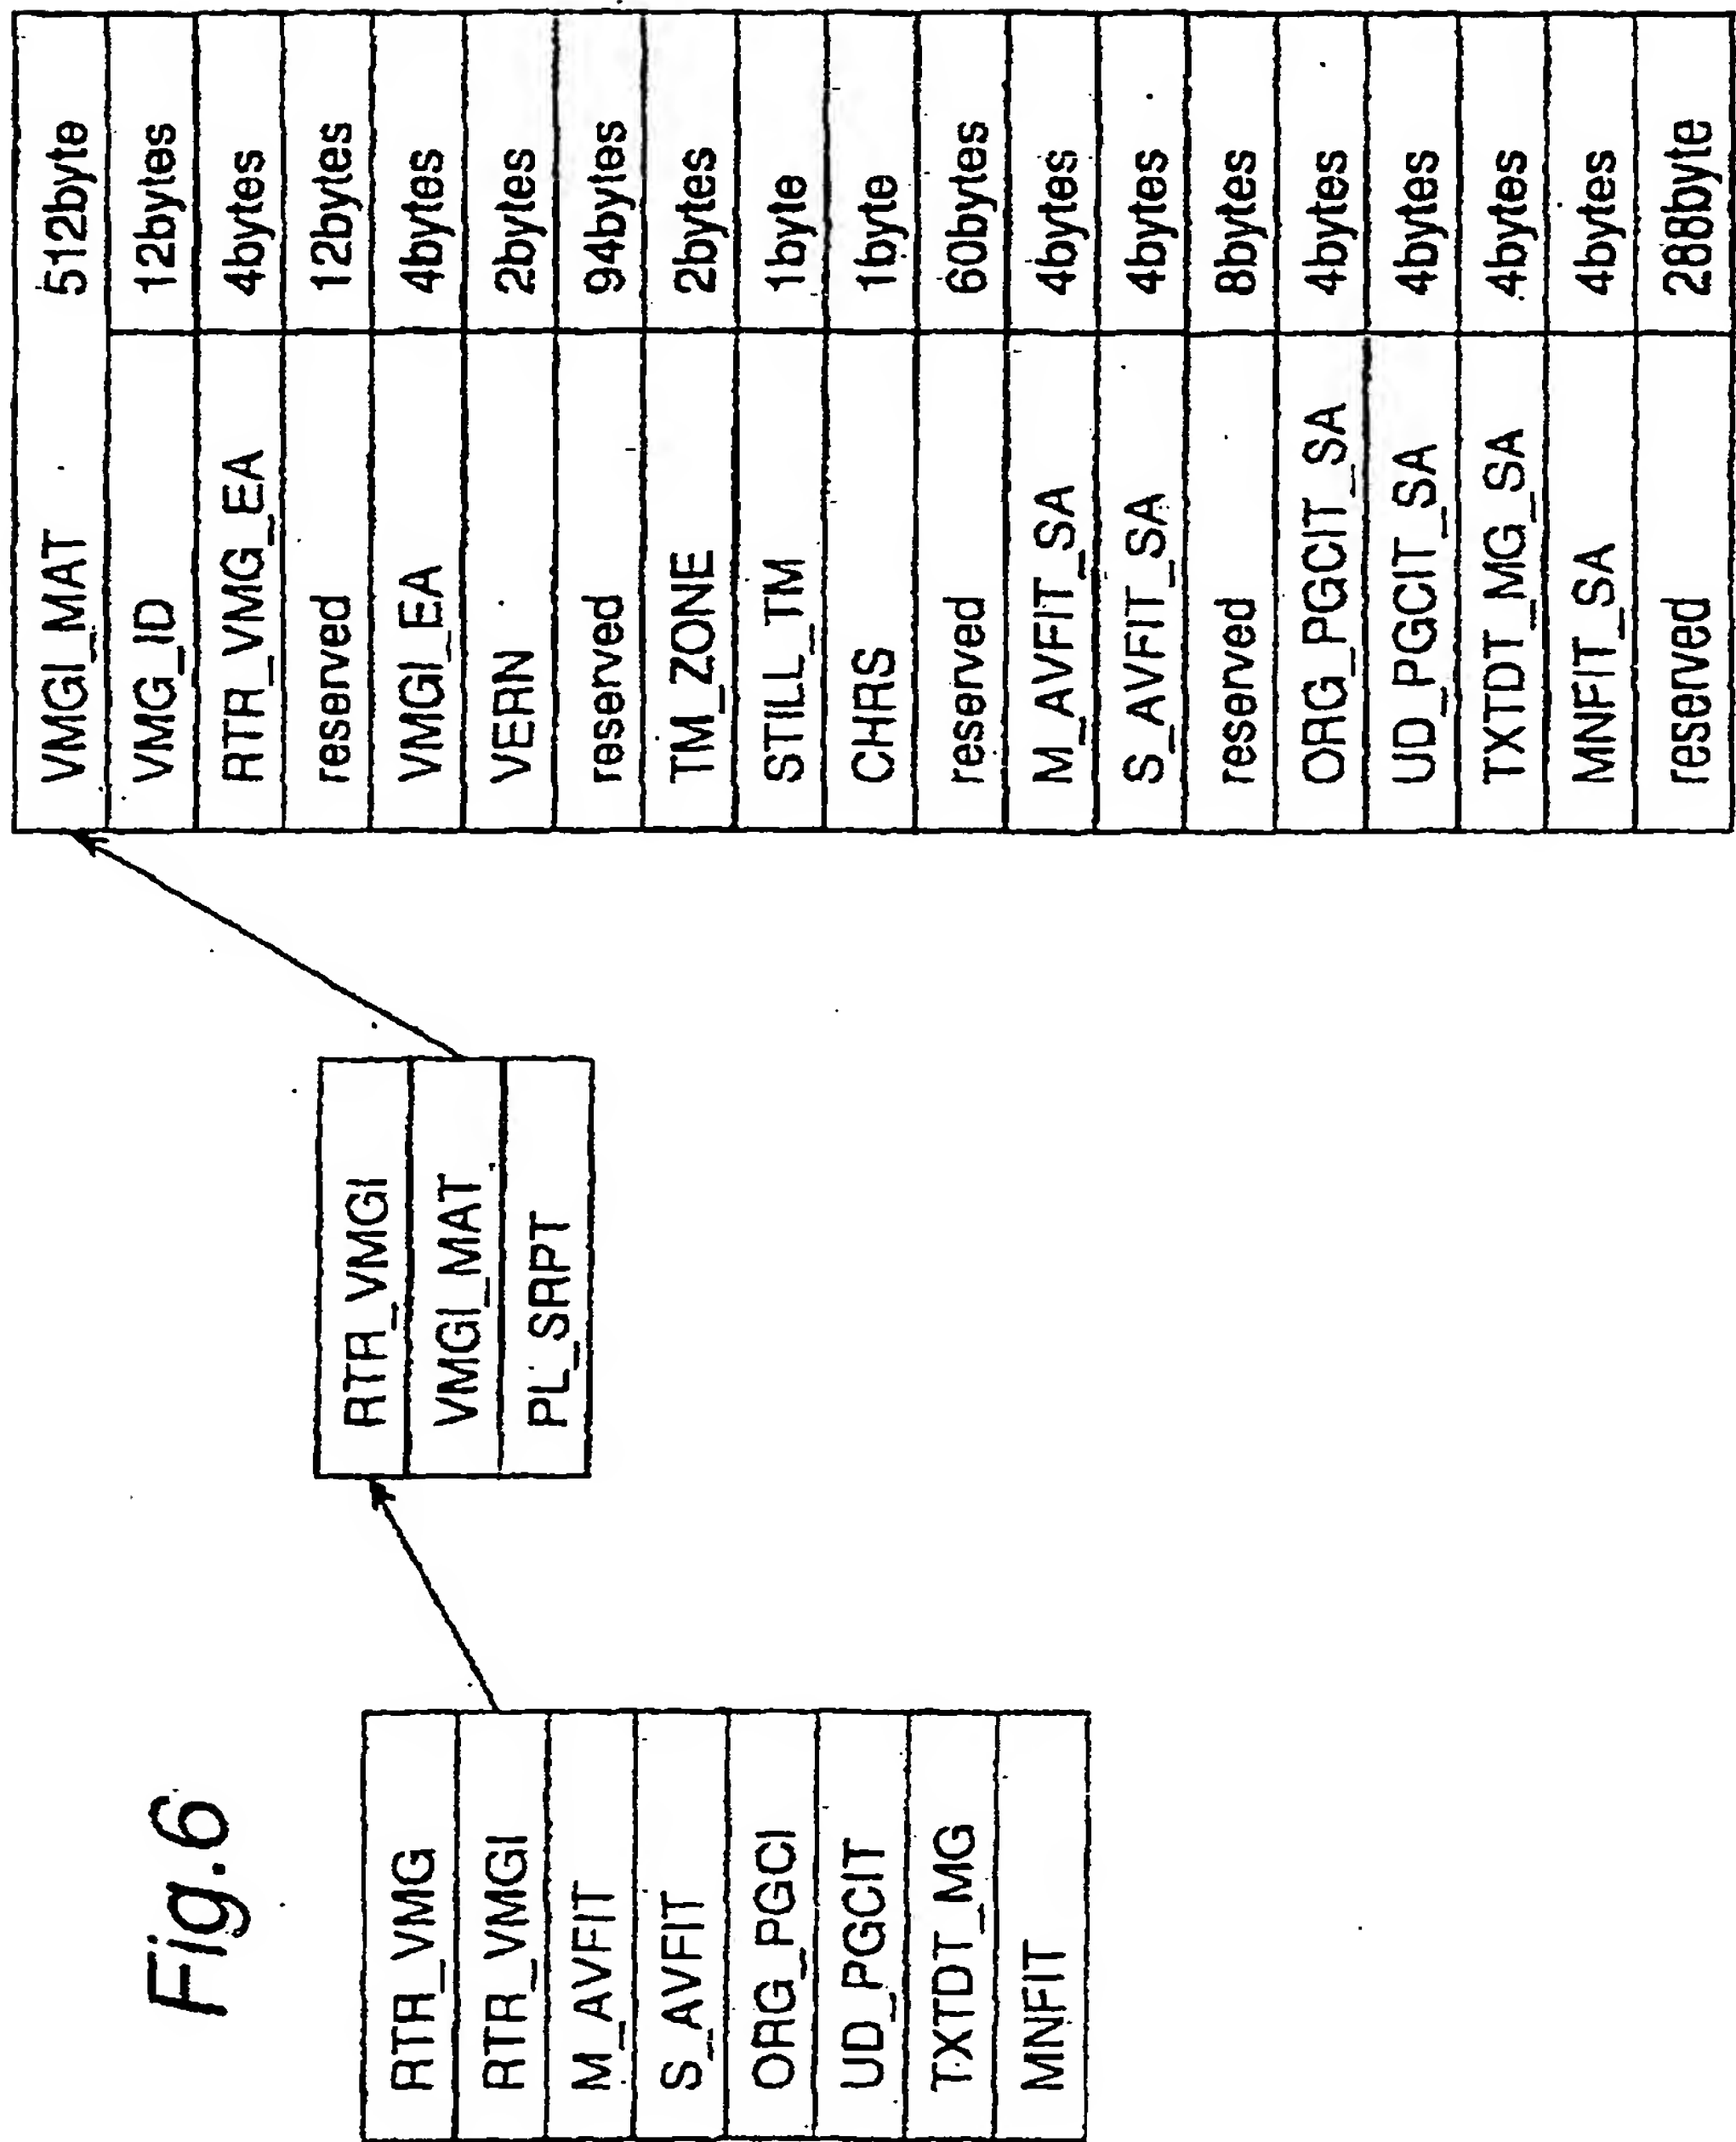 Fig.6
RTR_VMG
RTR_VMGI
M_AVFIT
S_AVFIT
ORG_PGCI
UD_PGCIT
TXTDT_MG
MNFIT
RTR_VMGI
VMGI_MAT
PL_SRPT
VMGI_MAT 512byte
VMG_ID 12bytes
RTR_VMG_EA 4bytes
reserved 12bytes
VMGI_EA 4bytes
VERN 2bytes
reserved 94bytes
TM_ZONE 2bytes
STILL_TM 1byte
CHRS 1byte
reserved 60bytes
M_AVFIT_SA 4bytes
S_AVFIT_SA 4bytes
reserved 8bytes
ORG_PGCIT_SA 4bytes
UD_PGCIT_SA 4bytes
TXTDT_MG_SA 4bytes
MNFIT_SA 4bytes
reserved 288byte